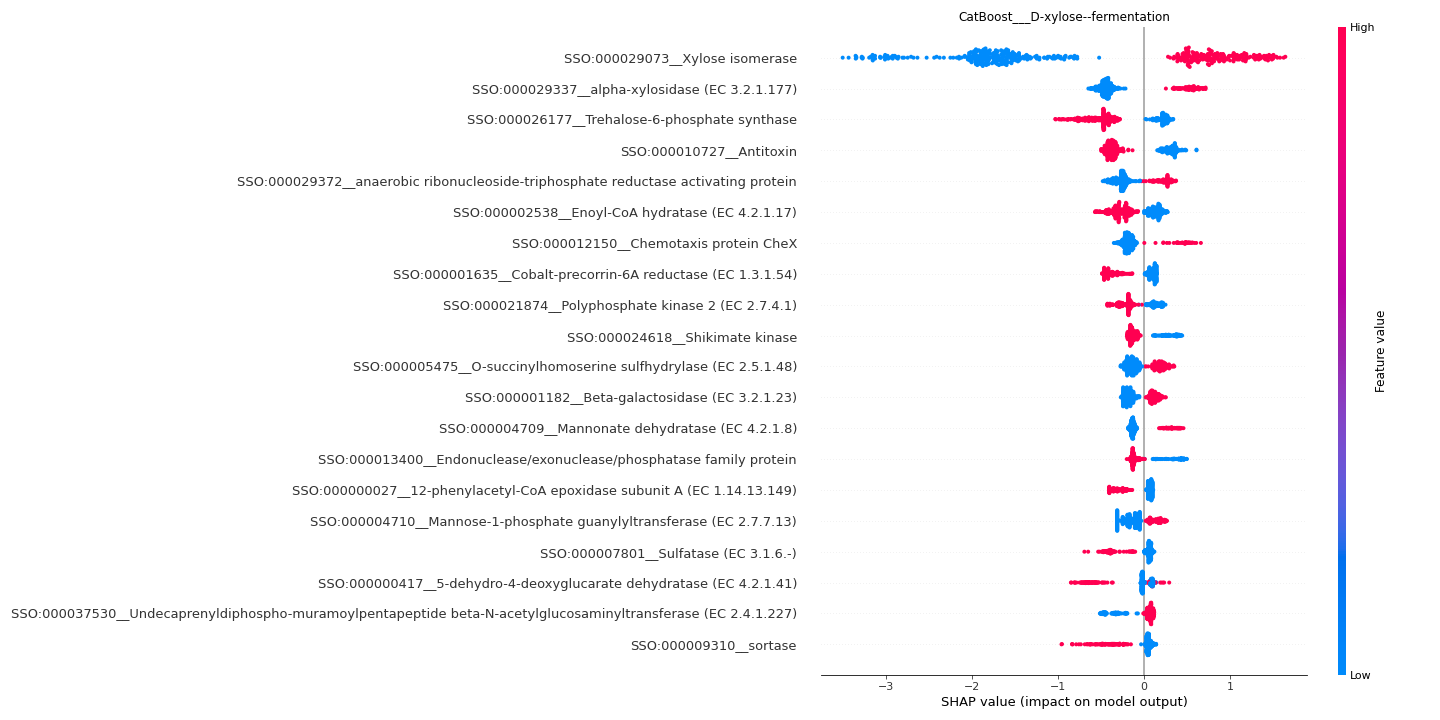 CatBoost___D-xylose--fermentation
High
SSO:000029073__Xylose isomerase
SSO:000029337__alpha-xylosidase (EC 3.2.1.177)
SSO:000026177__Trehalose-6-phosphate synthase
SSO:000010727__Antitoxin
SSO:000029372__anaerobic ribonucleoside-triphosphate reductase activating protein
SSO:000002538__Enoyl-CoA hydratase (EC 4.2.1.17)
SSO:000012150__Chemotaxis protein CheX
SSO:000001635__Cobalt-precorrin-6A reductase (EC 1.3.1.54)
SSO:000021874__Polyphosphate kinase 2 (EC 2.7.4.1)
SSO:000024618__Shikimate kinase
SSO:000005475__O-succinylhomoserine sulfhydrylase (EC 2.5.1.48)
SSO:000001182__Beta-galactosidase (EC 3.2.1.23)
SSO:000004709__Mannonate dehydratase (EC 4.2.1.8)
SSO:000013400__Endonuclease/exonuclease/phosphatase family protein
SSO:000000027__12-phenylacetyl-CoA epoxidase subunit A (EC 1.14.13.149)
SSO:000004710__Mannose-1-phosphate guanylyltransferase (EC 2.7.7.13)
SSO:000007801__Sulfatase (EC 3.1.6.-)
SSO:000000417__5-dehydro-4-deoxyglucarate dehydratase (EC 4.2.1.41)
SSO:000037530__Undecaprenyldiphospho-muramoylpentapeptide beta-N-acetylglucosaminyltransferase (EC 2.4.1.227)
SSO:000009310__sortase
Feature value
Low
−3 −2 −1 0 1
SHAP value (impact on model output)